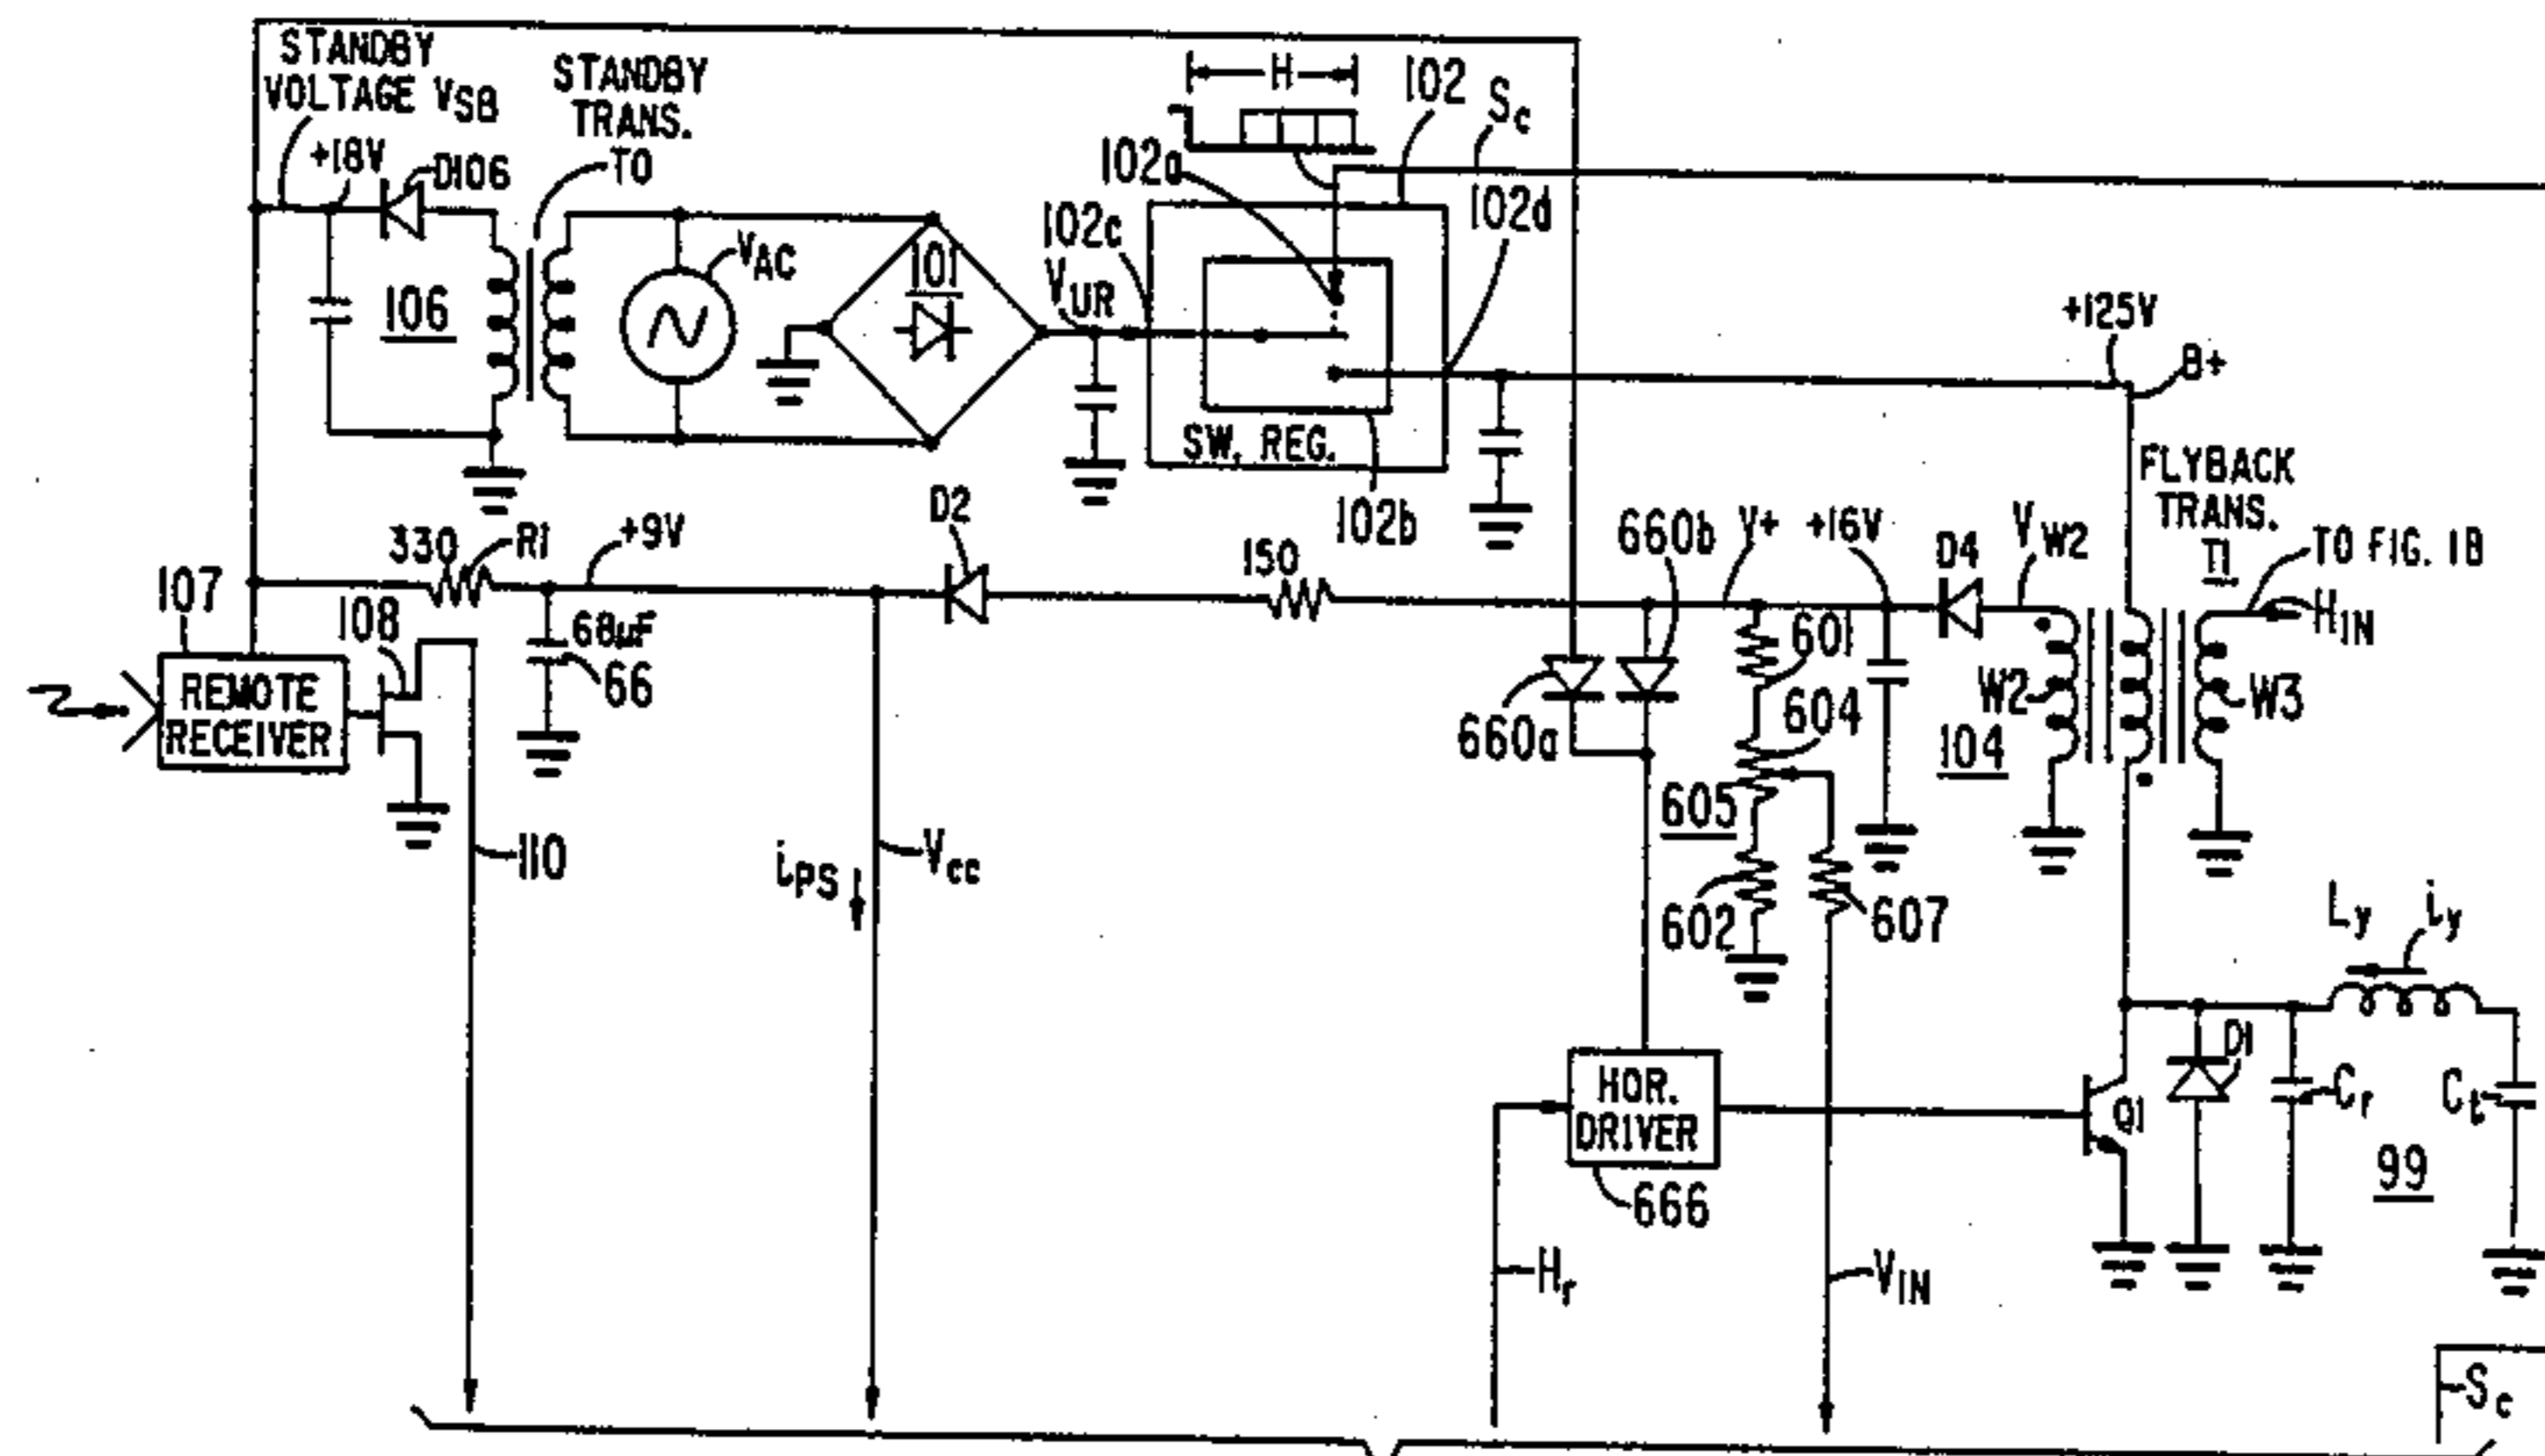 STANDBY
VOLTAGE VSB
+18V
D106
STANDBY
TRANS.
T0
106
VAC
101
VUR
102c
102a
H
102
Sc
102d
SW. REG.
102b
+125V
B+
FLYBACK
TRANS.
T1
TO FIG. 1B
HIN
330
R1
+9V
D2
150
660b
V+
+16V
D4
VW2
107
108
REMOTE
RECEIVER
68µF
66
110
iPS
Vcc
660a
601
604
605
602
607
104
W2
W3
Ly
iy
HOR.
DRIVER
666
Q1
D1
Cr
Ct
99
Hr
VIN
Sc